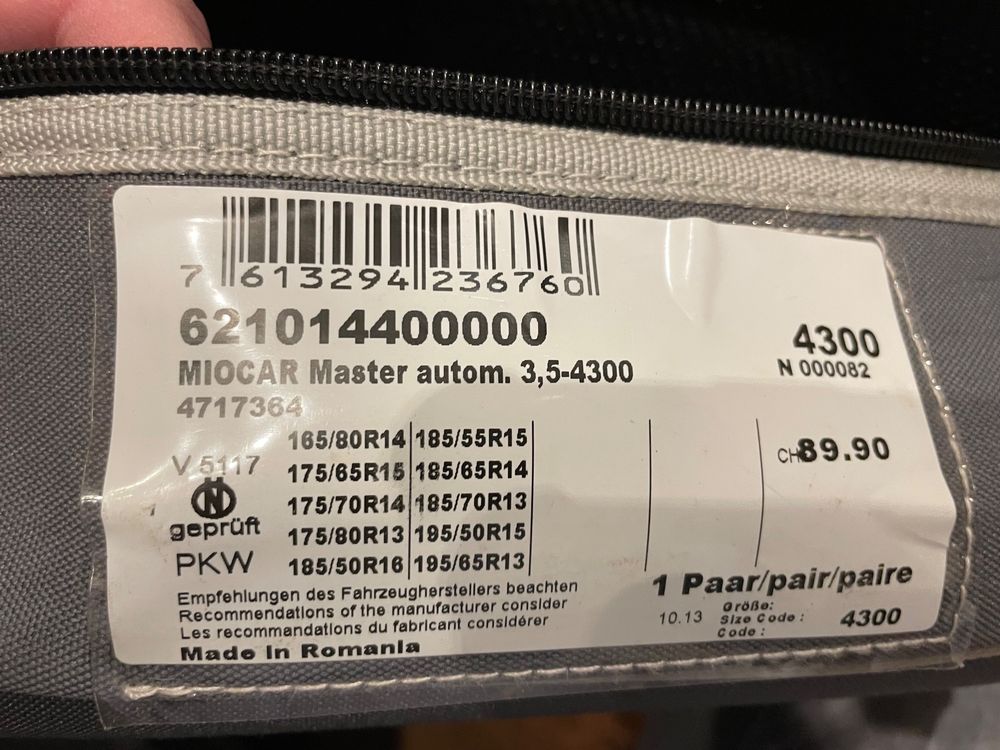 7 613294 236760
621014400000
4300
MIOCAR Master autom. 3,5-4300
N 000082
4717364
165/80R14 185/55R15
V 5117
175/65R15 185/65R14
CHF 89.90
175/70R14 185/70R13
geprüft
175/80R13 195/50R15
PKW
185/50R16 195/65R13
Empfehlungen des Fahrzeugherstellers beachten
Recommendations of the manufacturer consider
Les recommandations du fabricant considérer
Made in Romania
1 Paar/pair/paire
10.13
Größe:
Size Code :
Code :
4300